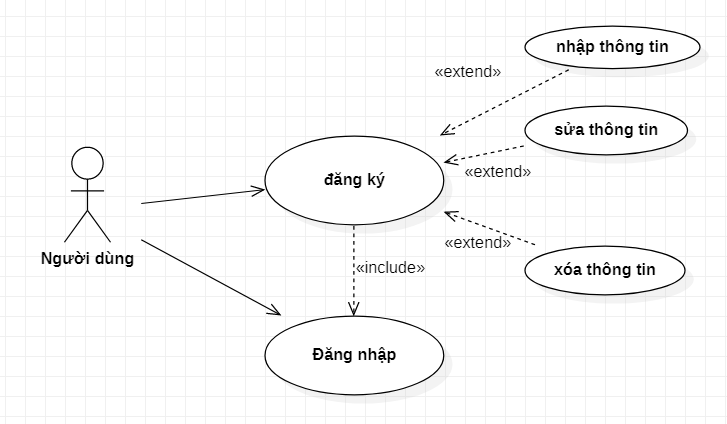 nhập thông tin
«extend»
sửa thông tin
«extend»
đăng ký
Người dùng
«extend»
xóa thông tin
«include»
Đăng nhập